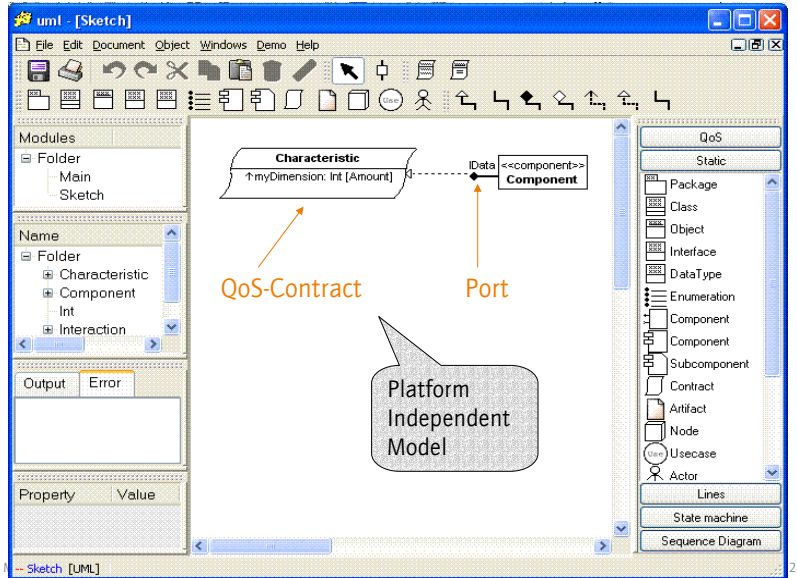 uml - [Sketch]
File Edit Document Object Windows Demo Help
Use
Modules
Folder
Main
Sketch
Name
Folder
Characteristic
Component
Int
Interaction
Output Error
Property Value
Characteristic
↑myDimension: Int [Amount]
IData <<component>>
Component
QoS-Contract
Port
Platform
Independent
Model
QoS
Static
Package
Class
Object
Interface
DataType
Enumeration
Component
Component
Subcomponent
Contract
Artifact
Node
Usecase
Actor
Lines
State machine
Sequence Diagram
-- Sketch [UML]